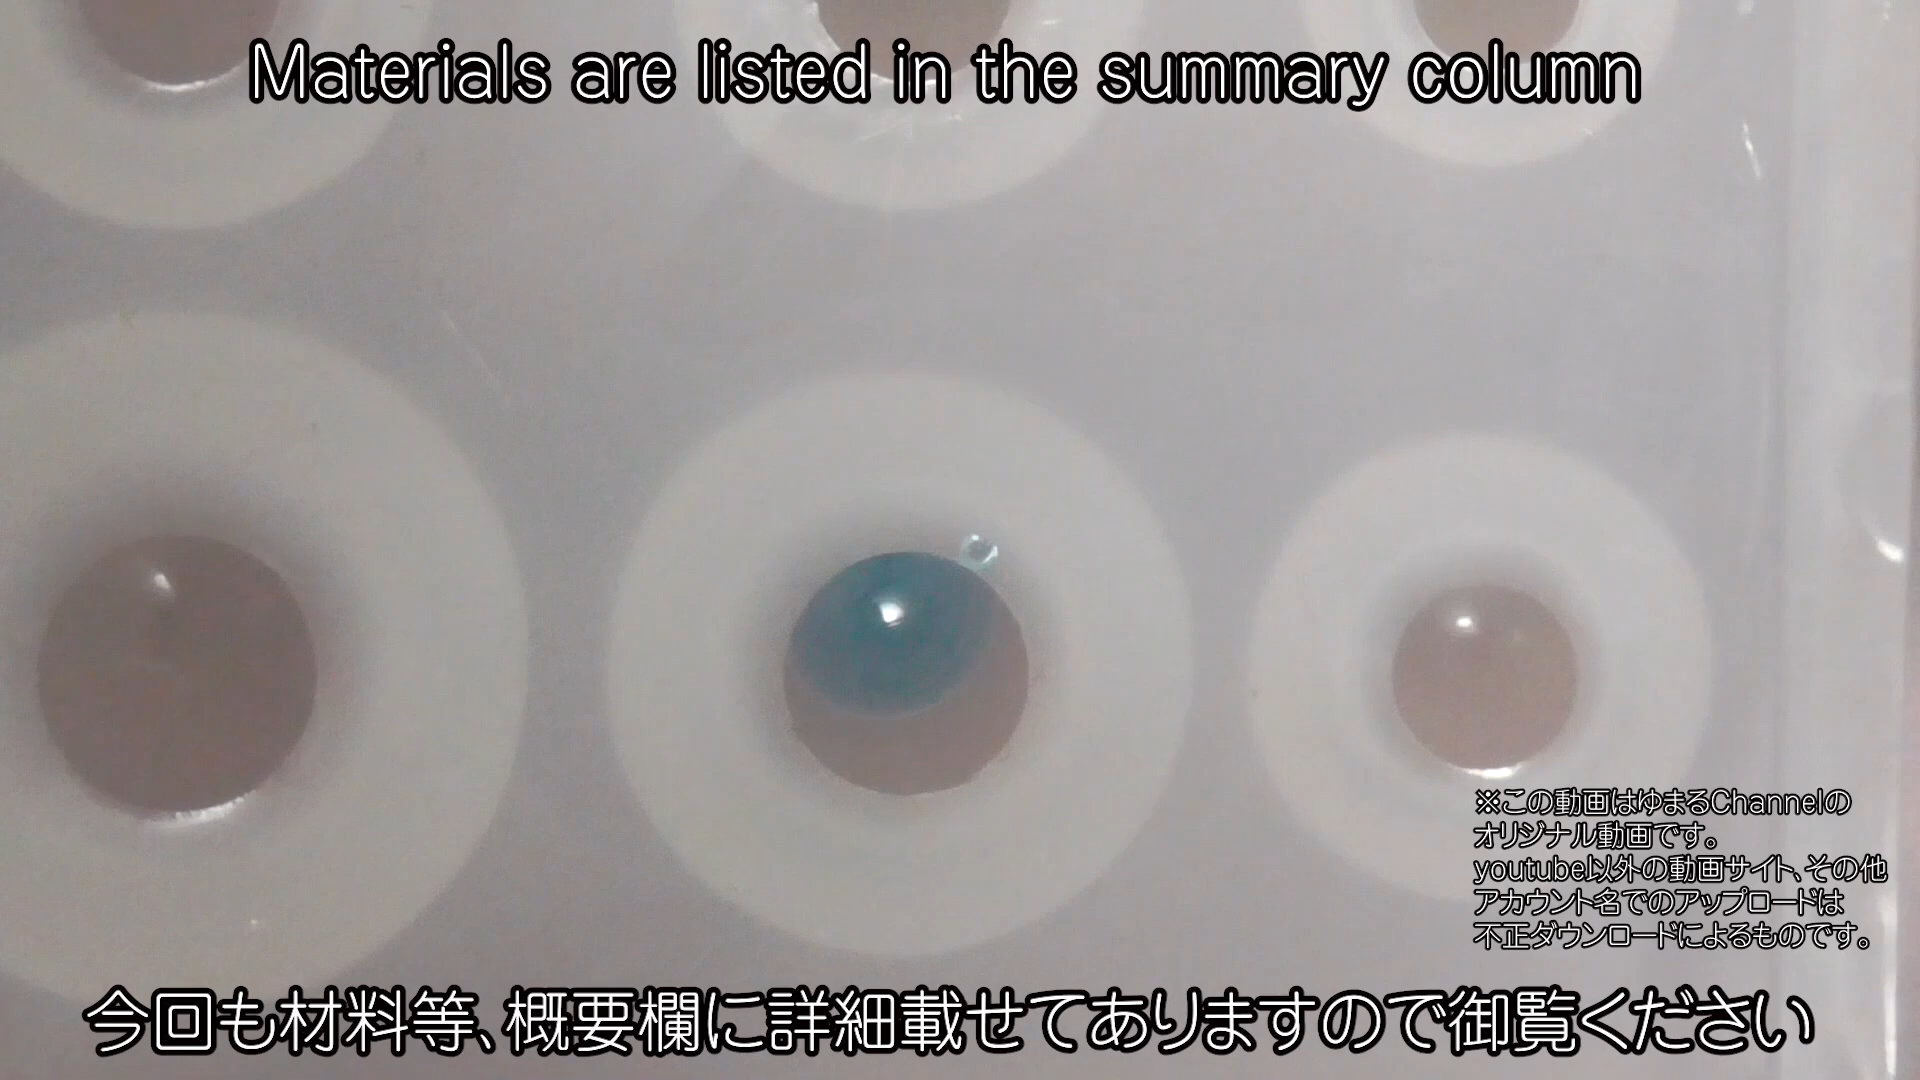 Materials are listed in the summary column
※この動画はゆまるChannelの
オリジナル動画です。
youtube以外の動画サイト、その他
アカウント名でのアップロードは
不正ダウンロードによるものです。
今回も材料等、概要欄に詳細載せてありますので御覧ください